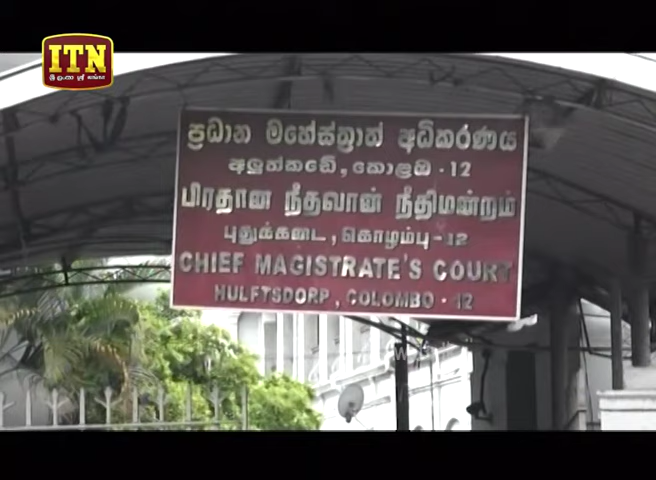 ITN
ප්‍රධාන මහේස්ත්‍රාත් අධිකරණය
අලුත්කඩේ, කොළඹ - 12
பிரதான நீதவான் நீதிமன்றம்
புதுக்கடை, கொழும்பு - 12
CHIEF MAGISTRATE'S COURT
HULFTSDORP, COLOMBO - 12